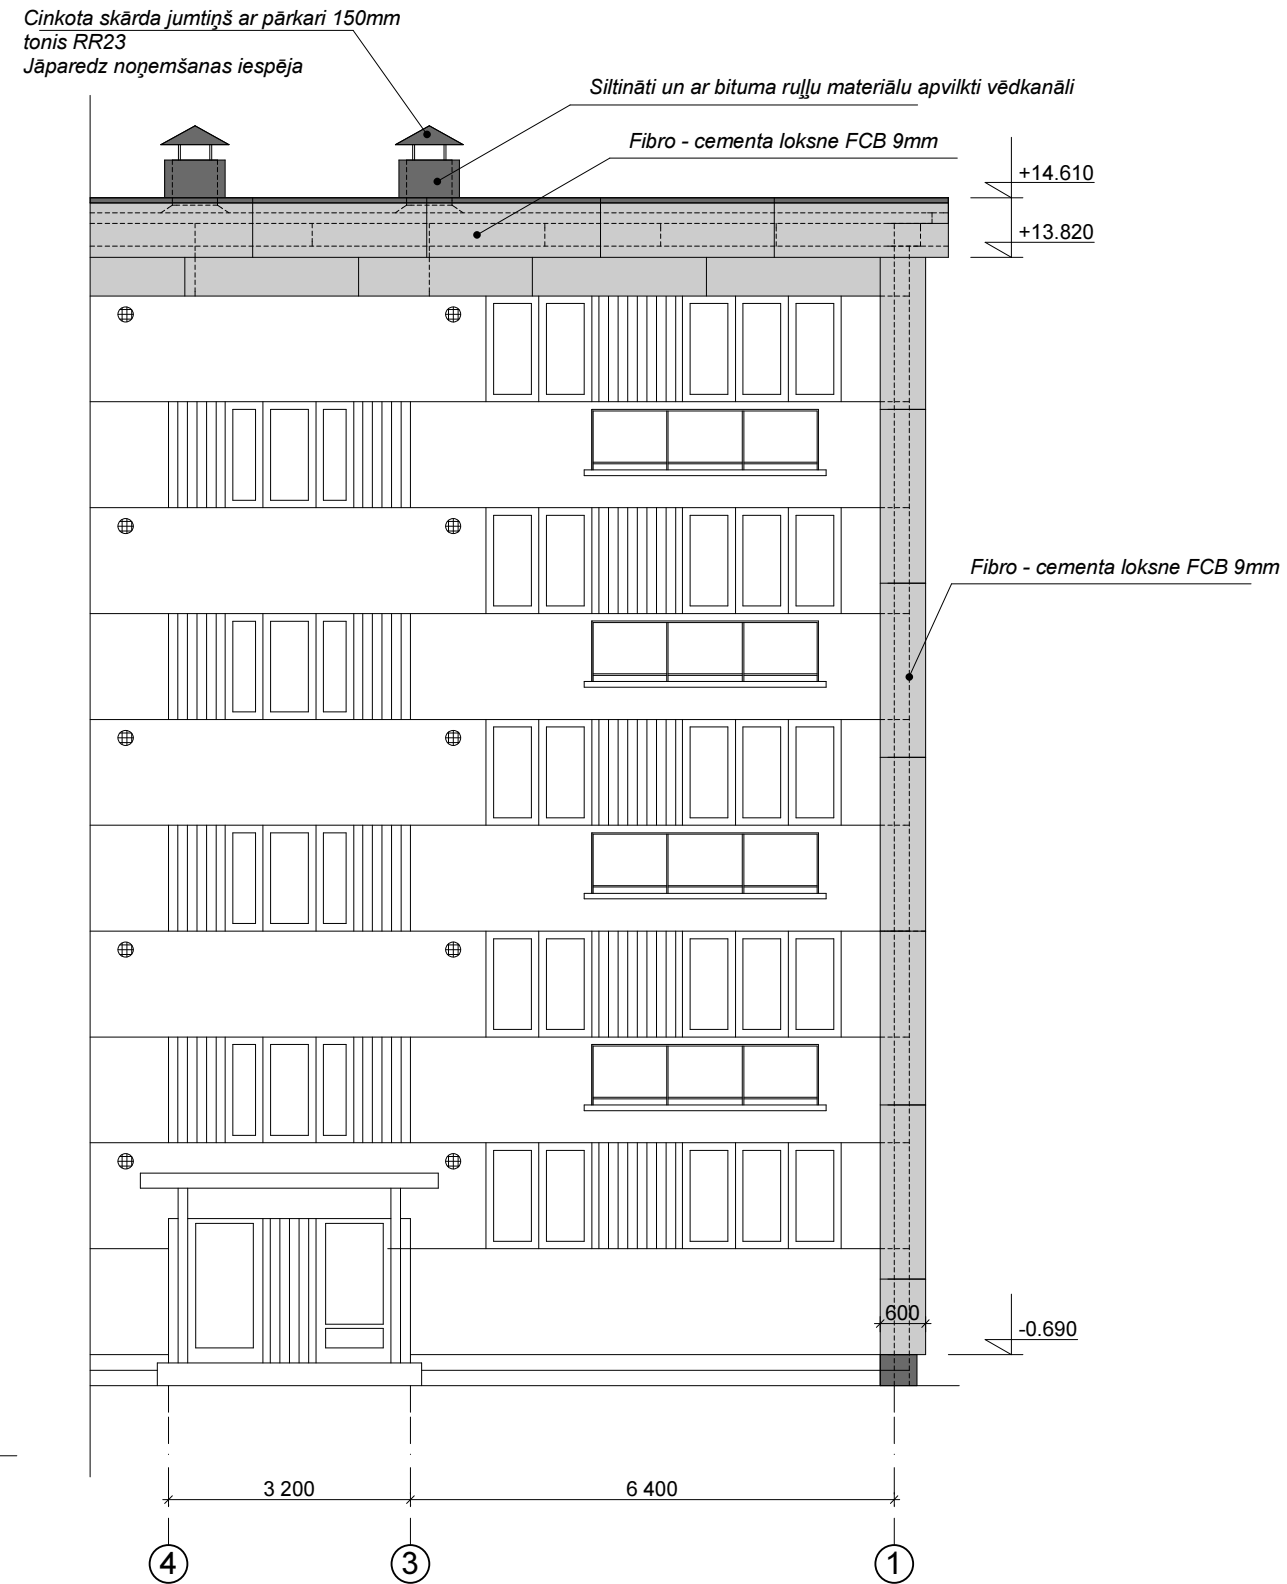 Cinkota skārda jumtiņš ar pārkari 150mm
tonis RR23
Jāparedz noņemšanas iespēja
Siltināti un ar bituma ruļļu materiālu apvilkti vēdkanāli
Fibro - cementa loksne FCB 9mm
+14.610
+13.820
Fibro - cementa loksne FCB 9mm
600
-0.690
3 200
6 400
4
3
1